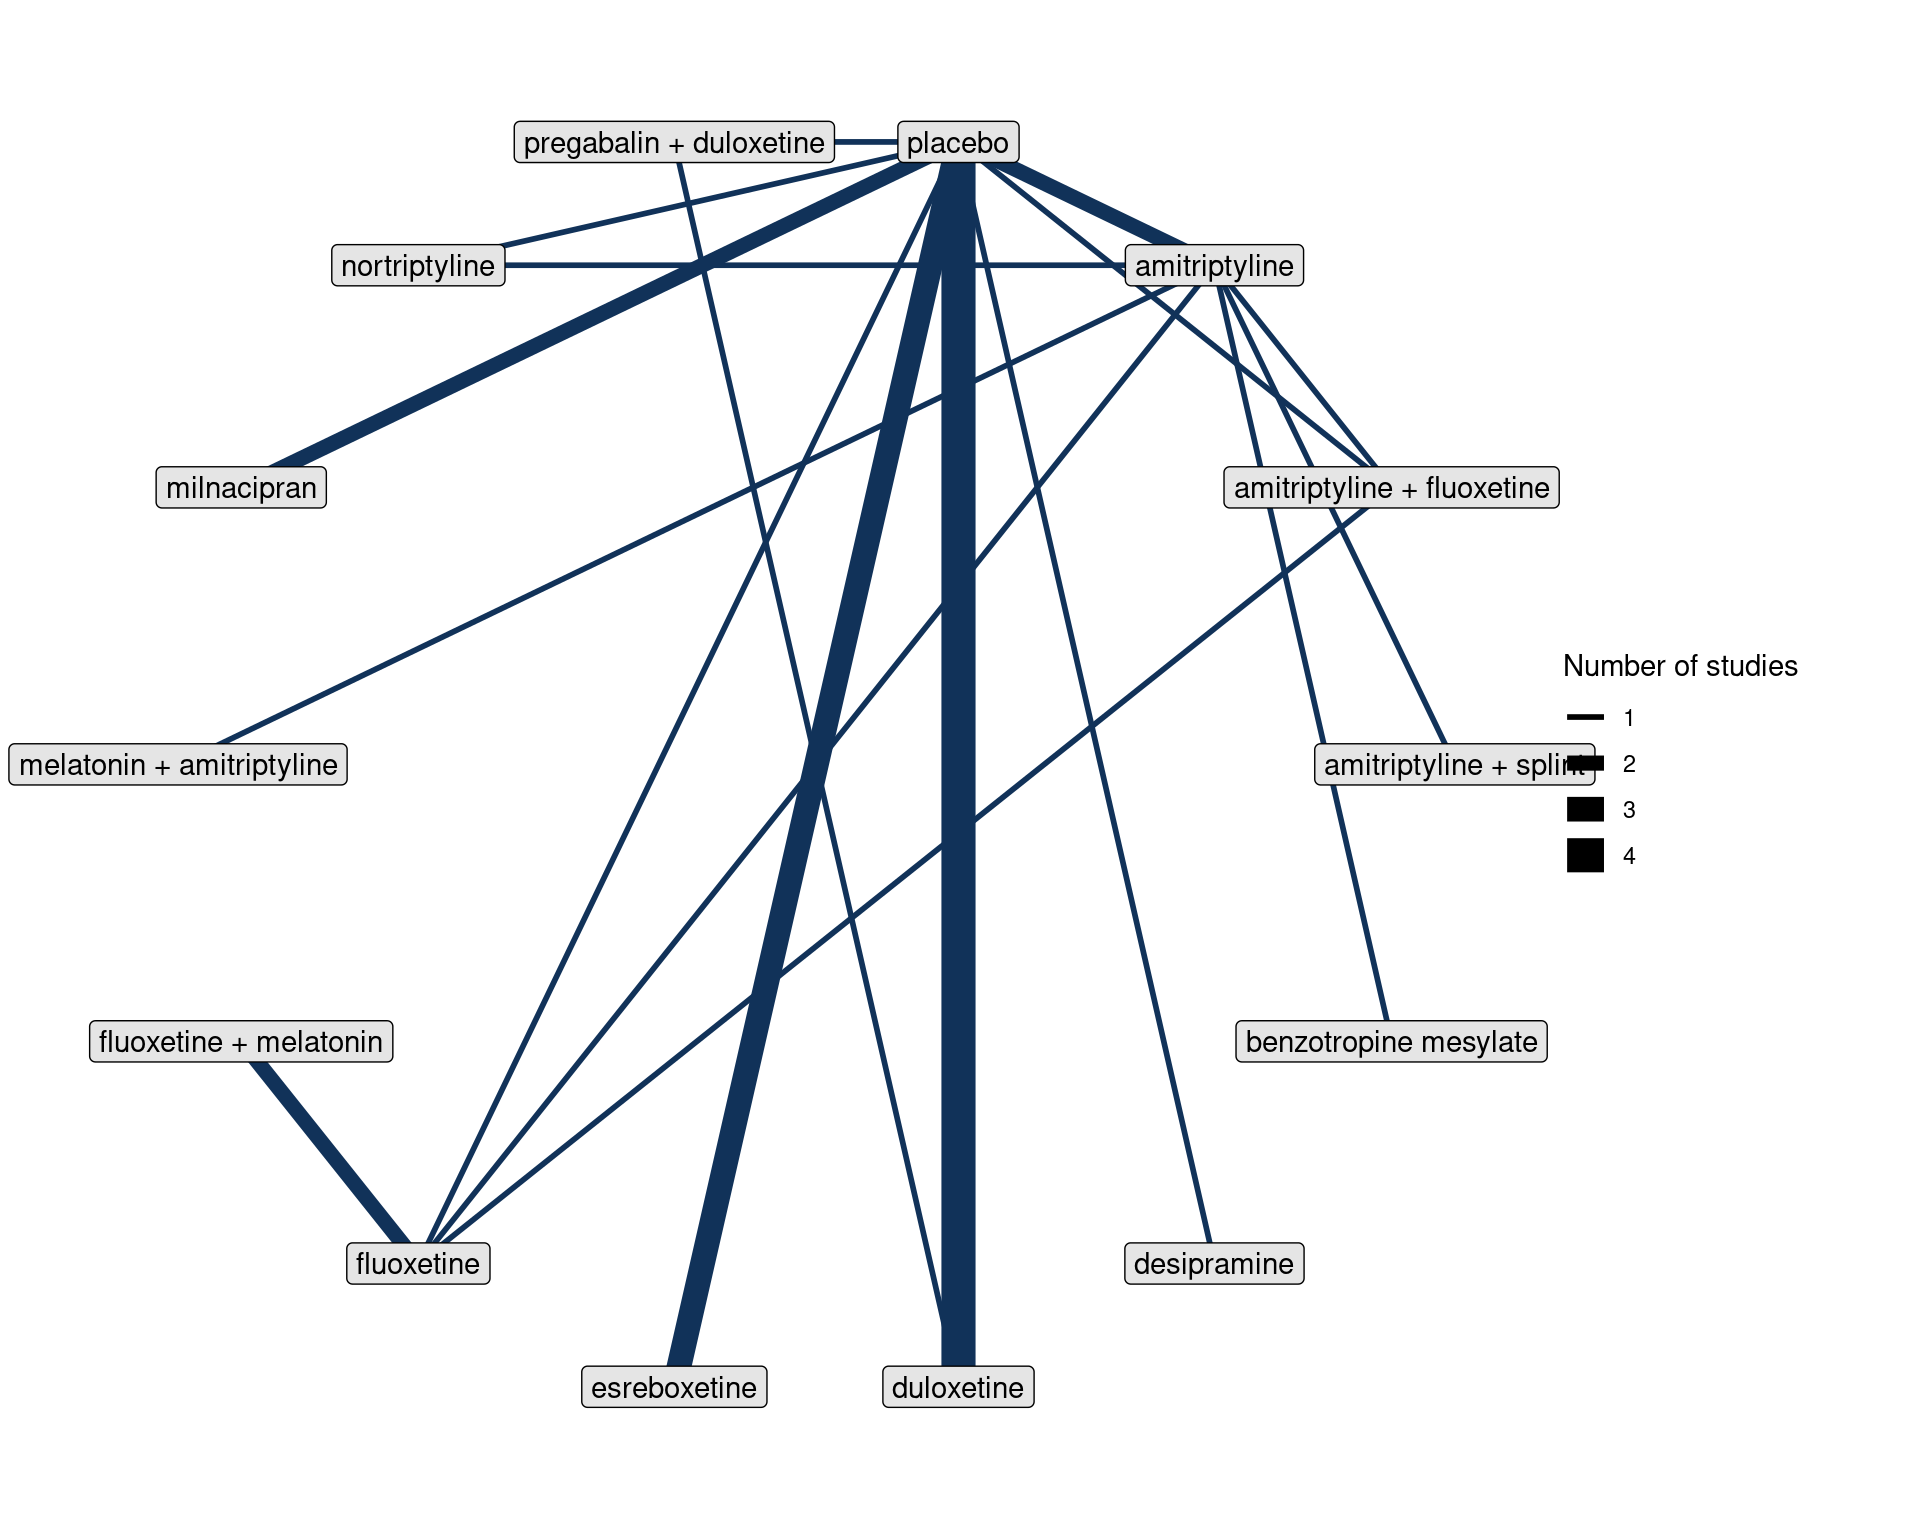 pregabalin + duloxetine
placebo
nortriptyline
amitriptyline
milnacipran
amitriptyline + fluoxetine
Number of studies
1
melatonin + amitriptyline
amitriptyline + splint
2
3
4
fluoxetine + melatonin
benzotropine mesylate
fluoxetine
desipramine
esreboxetine
duloxetine